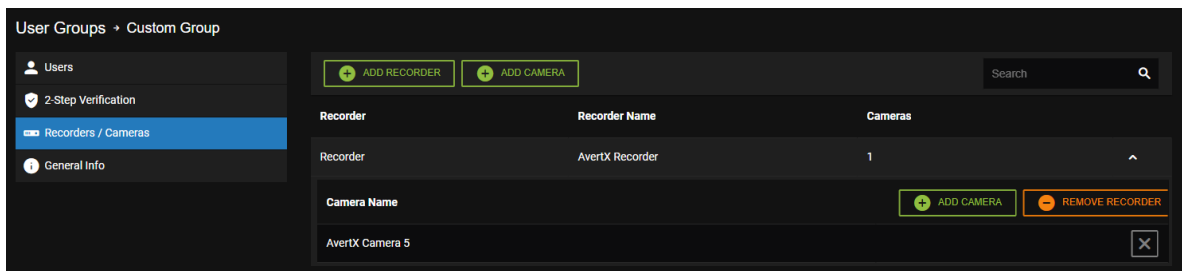 User Groups → Custom Group
Users
2-Step Verification
Recorders / Cameras
General Info
ADD RECORDER ADD CAMERA Search
Recorder Recorder Name Cameras
Recorder AvertX Recorder 1
Camera Name ADD CAMERA REMOVE RECORDER
AvertX Camera 5